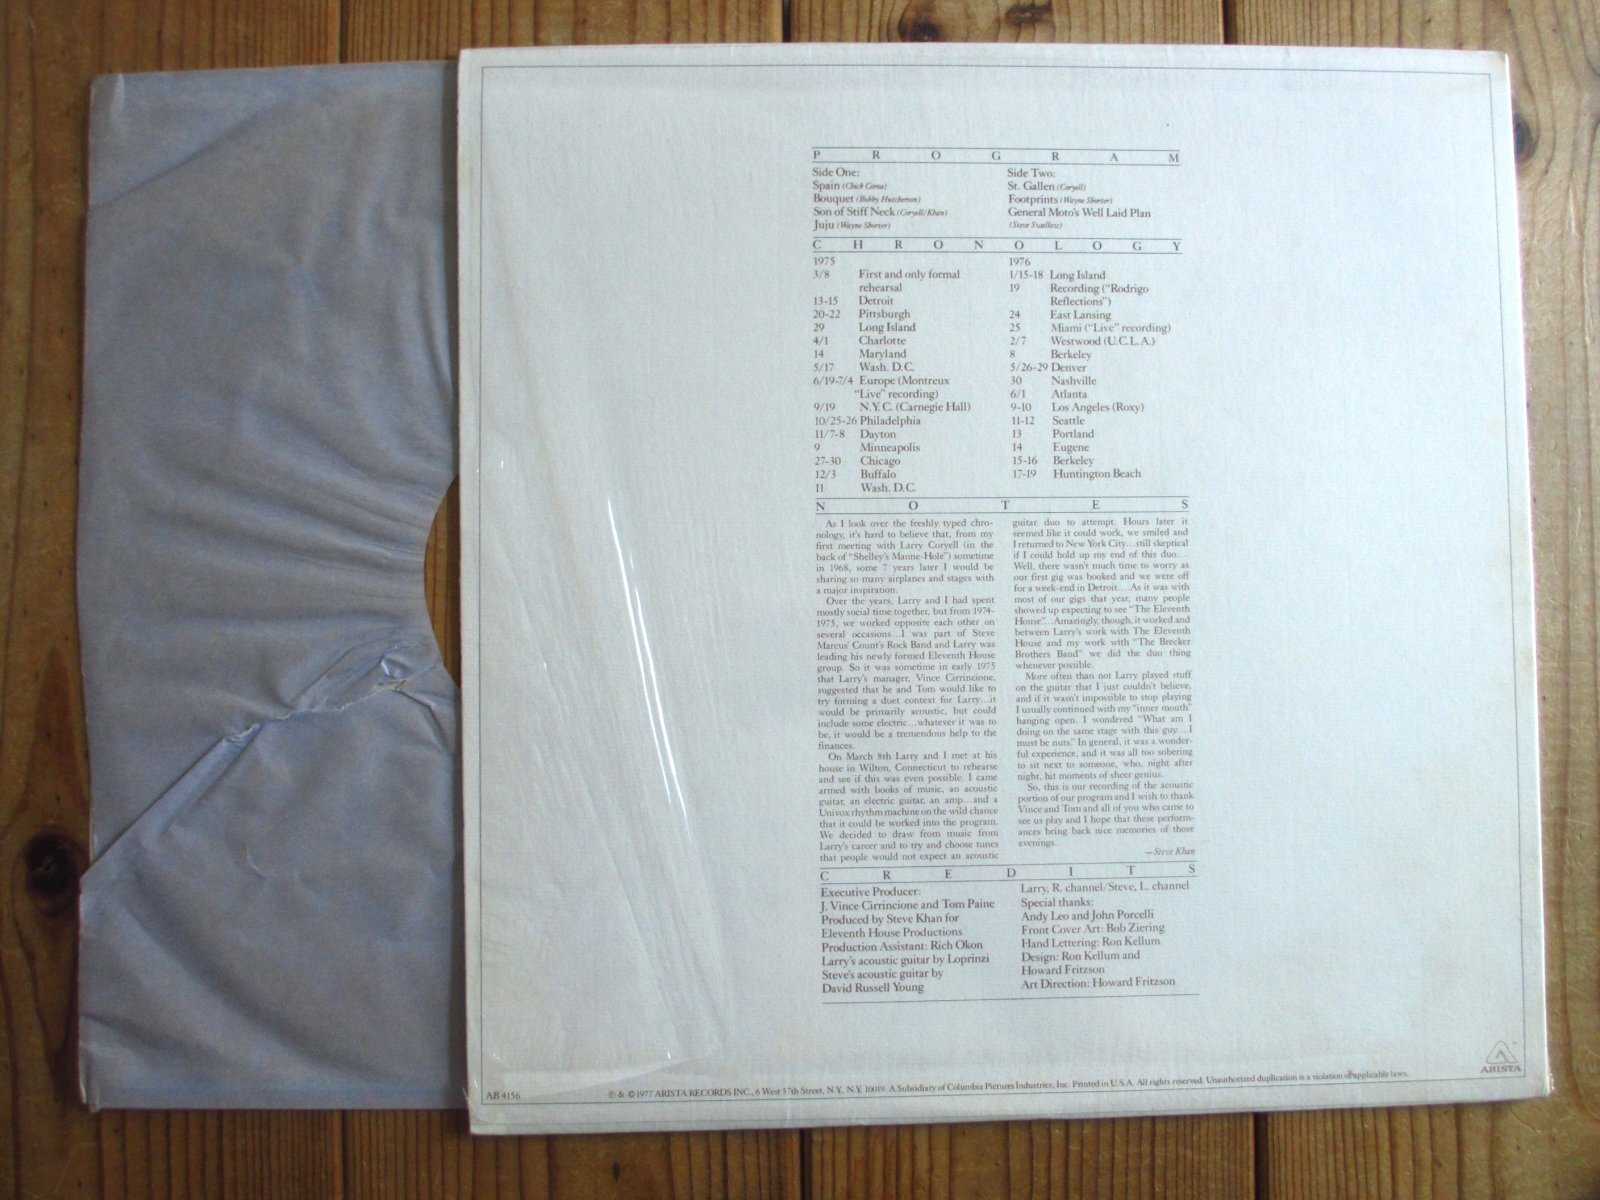 PROGRAM
Side One:
Spain (Chick Corea)
Bouquet (Bobby Hutcherson)
Son of Stiff Neck (Coryell/Khan)
Juju (Wayne Shorter)
Side Two:
St. Gallen (Coryell)
Footprints (Wayne Shorter)
General Moto's Well Laid Plan
(Steve Swallow)
CHRONOLOGY
1975
3/8 First and only formal
rehearsal
13-15 Detroit
20-22 Pittsburgh
29 Long Island
4/1 Charlotte
14 Maryland
5/17 Wash. D.C.
6/19-7/4 Europe (Montreux
"Live" recording)
9/19 N.Y.C. (Carnegie Hall)
10/25-26 Philadelphia
11/7-8 Dayton
9 Minneapolis
27-30 Chicago
12/3 Buffalo
11 Wash. D.C.
1976
1/15-18 Long Island
19 Recording ("Rodrigo
Reflections")
24 East Lansing
25 Miami ("Live" recording)
2/7 Westwood (U.C.L.A.)
8 Berkeley
5/26-29 Denver
30 Nashville
6/1 Atlanta
9-10 Los Angeles (Roxy)
11-12 Seattle
13 Portland
14 Eugene
15-16 Berkeley
17-19 Huntington Beach
NOTES
As I look over the freshly typed chro-
nology, it's hard to believe that, from my
first meeting with Larry Coryell (in the
back of "Shelley's Manne-Hole") sometime
in 1968, some 7 years later I would be
sharing so many airplanes and stages with
a major inspiration.
Over the years, Larry and I had spent
mostly social time together, but from 1974-
1975, we worked opposite each other on
several occasions...I was part of Steve
Marcus' Count's Rock Band and Larry was
leading his newly formed Eleventh House
group. So it was sometime in early 1975
that Larry's manager, Vince Cirrincione,
suggested that he and Tom would like to
try forming a duet context for Larry...it
would be primarily acoustic, but could
include some electric...whatever it was to
be, it would be a tremendous help to the
finances.
On March 8th Larry and I met at his
house in Wilton, Connecticut to rehearse
and see if this was even possible. I came
armed with books of music, an acoustic
guitar, an electric guitar, an amp...and a
Univox rhythm machine on the wild chance
that it could be worked into the program.
We decided to draw from music from
Larry's career and to try and choose tunes
that people would not expect an acoustic
guitar duo to attempt. Hours later it
seemed like it could work, we smiled and
I returned to New York City...still skeptical
if I could hold up my end of this duo....
Well, there wasn't much time to worry as
our first gig was booked and we were off
for a week-end in Detroit....As it was with
most of our gigs that year, many people
showed up expecting to see "The Eleventh
House"...Amazingly, though, it worked and
between Larry's work with The Eleventh
House and my work with "The Brecker
Brothers Band" we did the duo thing
whenever possible.
More often than not Larry played stuff
on the guitar that I just couldn't believe,
and if it wasn't impossible to stop playing
I usually continued with my "inner mouth"
hanging open. I wondered "What am I
doing on the same stage with this guy....I
must be nuts." In general, it was a wonder-
ful experience, and it was all too sobering
to sit next to someone, who, night after
night, hit moments of sheer genius.
So, this is our recording of the acoustic
portion of our program and I wish to thank
Vince and Tom and all of you who came to
see us play and I hope that these perform-
ances bring back nice memories of those
evenings.
—Steve Khan
CREDITS
Executive Producer:
J. Vince Cirrincione and Tom Paine
Produced by Steve Khan for
Eleventh House Productions
Production Assistant: Rich Okon
Larry's acoustic guitar by Loprinzi
Steve's acoustic guitar by
David Russell Young
Larry, R. channel/Steve, L. channel
Special thanks:
Andy Leo and John Porcelli
Front Cover Art: Bob Ziering
Hand Lettering: Ron Kellum
Design: Ron Kellum and
Howard Fritzson
Art Direction: Howard Fritzson
ARISTA
AB 4156
℗ & © 1977 ARISTA RECORDS INC., 6 West 57th Street, N.Y., N.Y. 10019. A Subsidiary of Columbia Pictures Industries, Inc. Printed in U.S.A. All rights reserved. Unauthorized duplication is a violation of applicable laws.